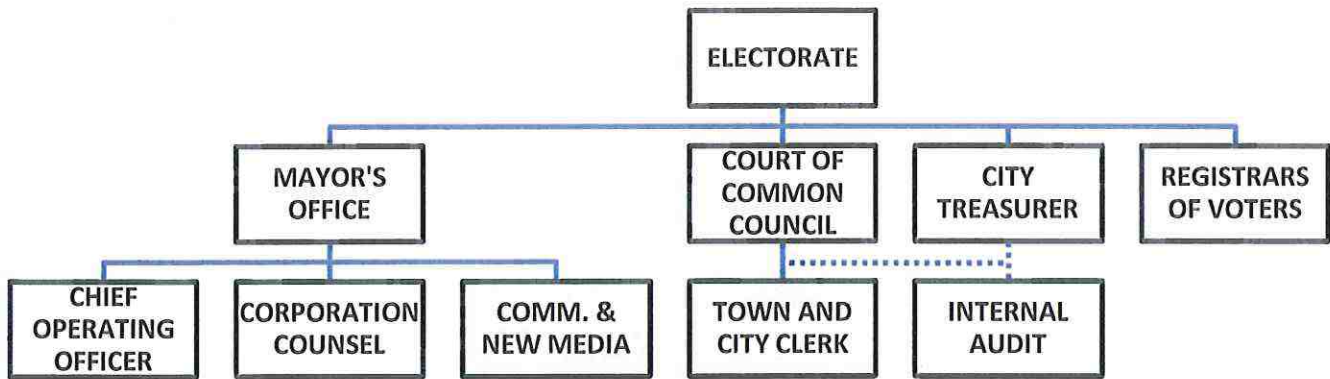 ELECTORATE
MAYOR'S
OFFICE
COURT OF
COMMON
COUNCIL
CITY
TREASURER
REGISTRARS
OF VOTERS
CHIEF
OPERATING
OFFICER
CORPORATION
COUNSEL
COMM. &
NEW MEDIA
TOWN AND
CITY CLERK
INTERNAL
AUDIT